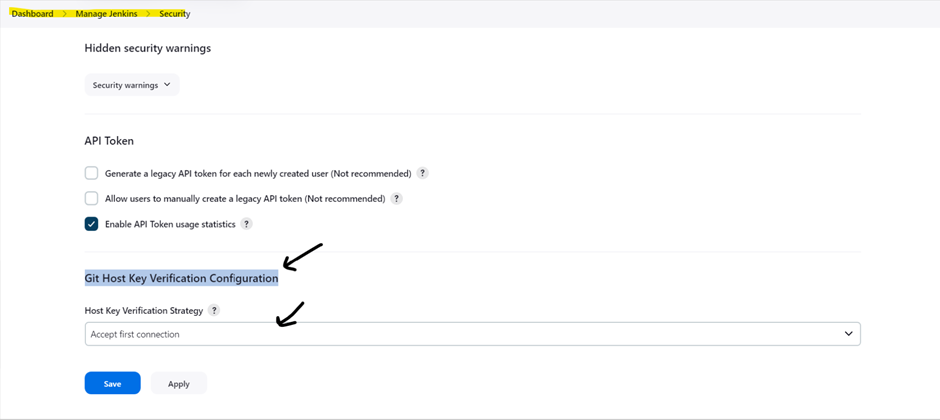 Dashboard > Manage Jenkins > Security
Hidden security warnings
Security warnings
API Token
Generate a legacy API token for each newly created user (Not recommended) ?
Allow users to manually create a legacy API token (Not recommended) ?
Enable API Token usage statistics ?
Git Host Key Verification Configuration
Host Key Verification Strategy ?
Accept first connection
Save Apply